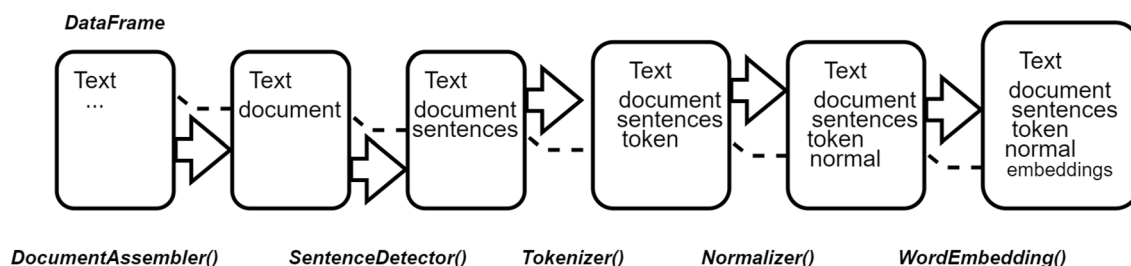 DataFrame
Text
...
Text
document
Text
document
sentences
Text
document
sentences
token
Text
document
sentences
token
normal
Text
document
sentences
token
normal
embeddings
DocumentAssembler() SentenceDetector() Tokenizer() Normalizer() WordEmbedding()